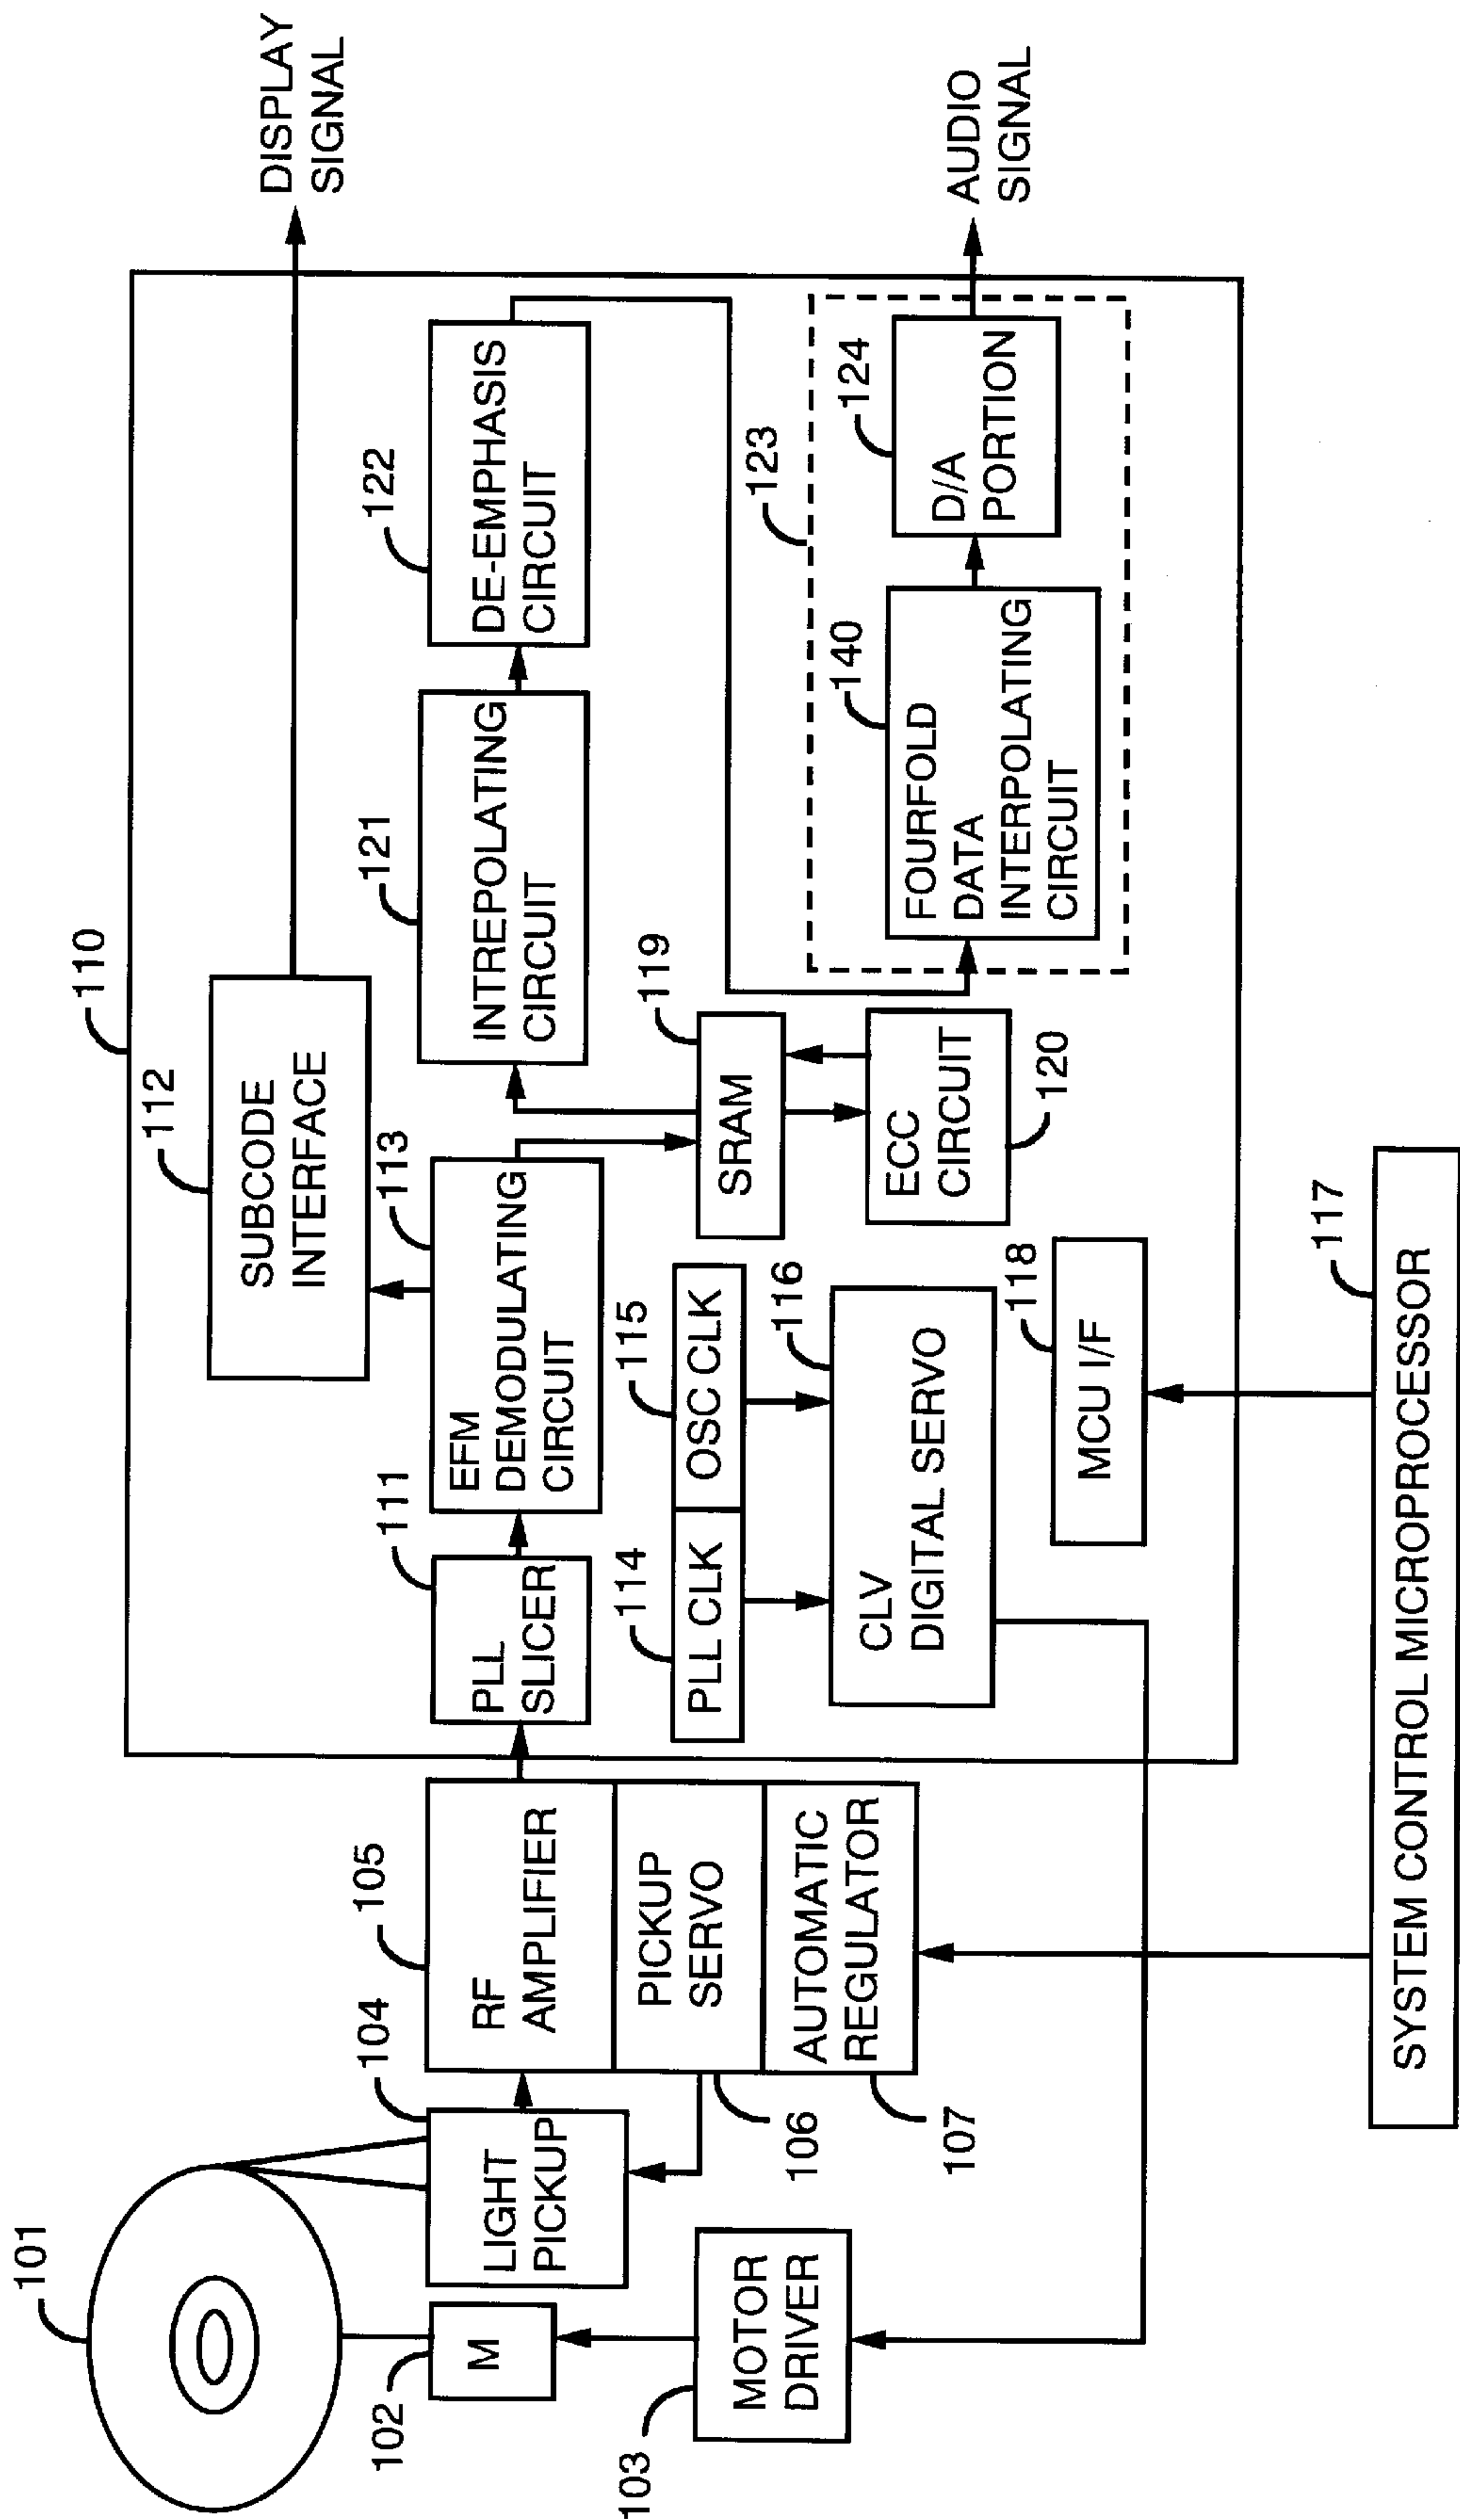 101
102
M
103
MOTOR
DRIVER
104
LIGHT
PICKUP
105
RF
AMPLIFIER
PICKUP
SERVO
106
AUTOMATIC
REGULATOR
107
110
111
PLL
SLICER
112
SUBCODE
INTERFACE
113
EFM
DEMODULATING
CIRCUIT
114
PLL CLK
115
OSC CLK
116
CLV
DIGITAL SERVO
118
MCU I/F
117
SYSTEM CONTROL MICROPROCESSOR
119
SRAM
ECC
CIRCUIT
120
121
INTREPOLATING
CIRCUIT
122
DE-EMPHASIS
CIRCUIT
123
140
FOURFOLD
DATA
INTERPOLATING
CIRCUIT
124
D/A
PORTION
DISPLAY
SIGNAL
AUDIO
SIGNAL